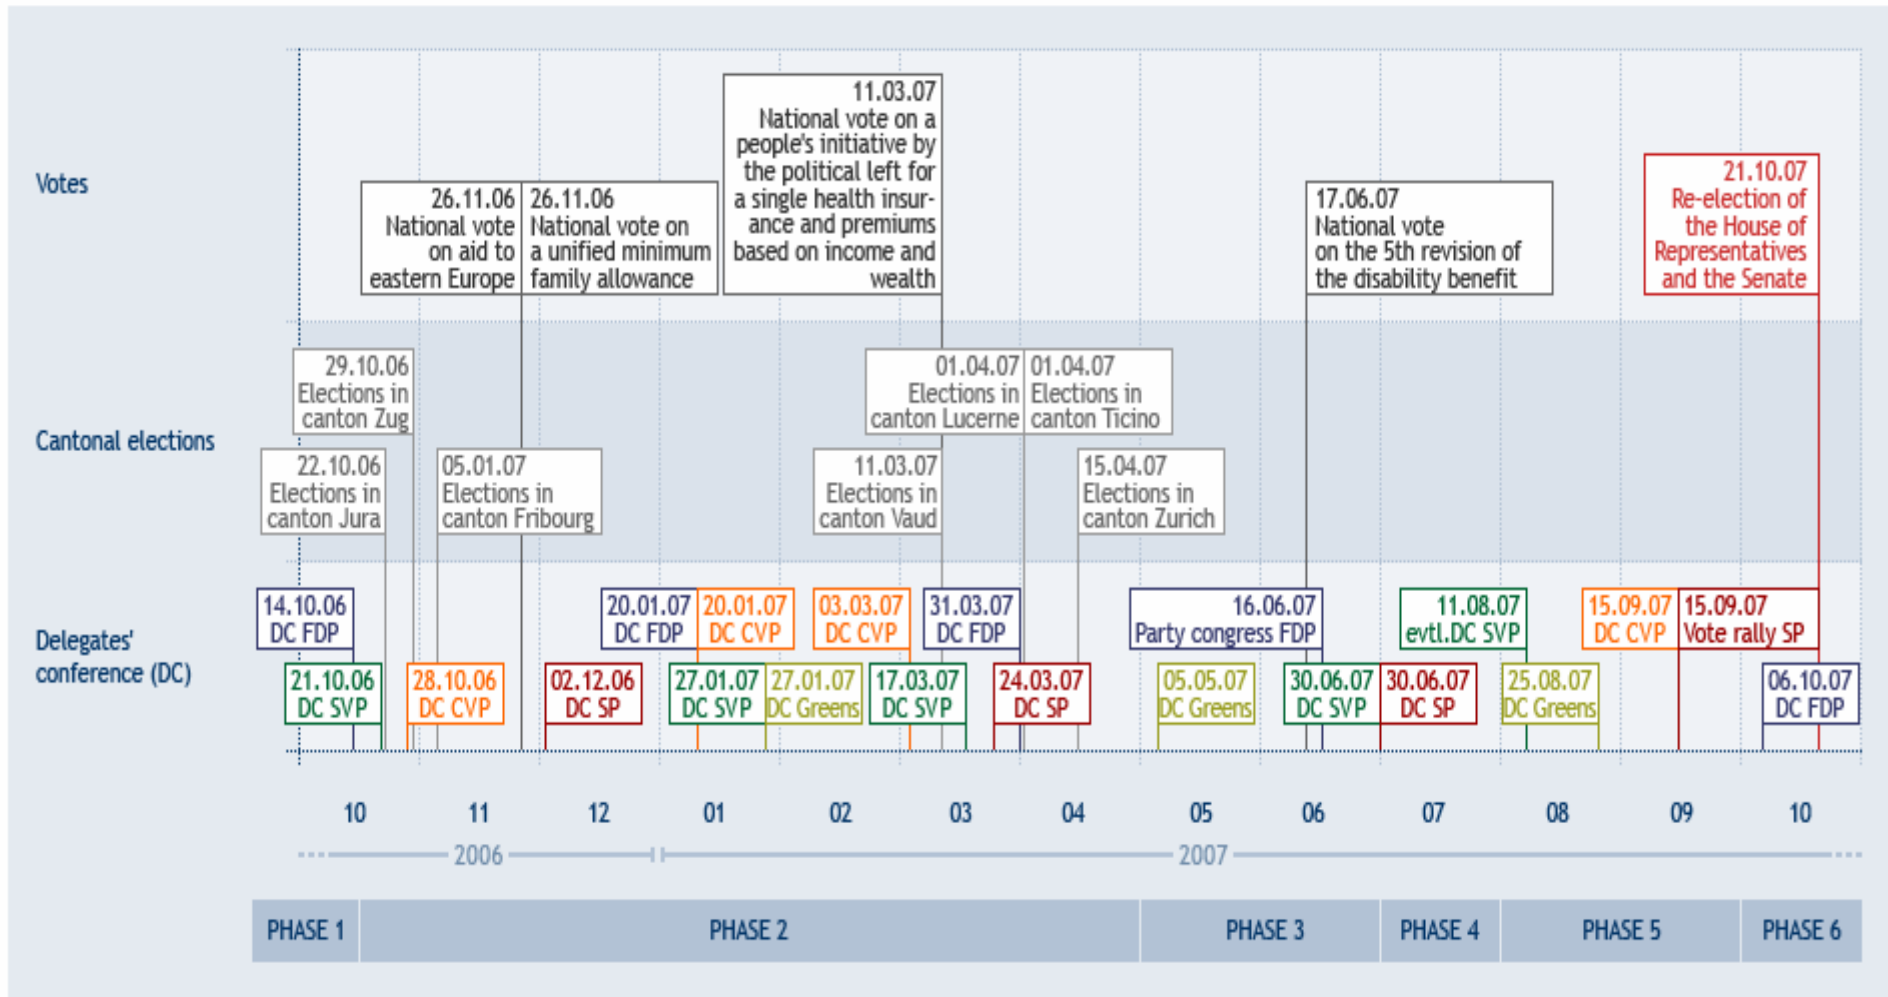 Votes
26.11.06
National vote
on aid to
eastern Europe
26.11.06
National vote on
a unified minimum
family allowance
11.03.07
National vote on a
people's initiative by
the political left for
a single health insur-
ance and premiums
based on income and
wealth
17.06.07
National vote
on the 5th revision of
the disability benefit
21.10.07
Re-election of
the House of
Representatives
and the Senate
Cantonal elections
29.10.06
Elections in
canton Zug
22.10.06
Elections in
canton Jura
05.01.07
Elections in
canton Fribourg
01.04.07
Elections in
canton Lucerne
01.04.07
Elections in
canton Ticino
11.03.07
Elections in
canton Vaud
15.04.07
Elections in
canton Zurich
Delegates'
conference (DC)
14.10.06
DC FDP
20.01.07
DC FDP
20.01.07
DC CVP
03.03.07
DC CVP
31.03.07
DC FDP
16.06.07
Party congress FDP
11.08.07
evtl.DC SVP
15.09.07
DC CVP
15.09.07
Vote rally SP
21.10.06
DC SVP
28.10.06
DC CVP
02.12.06
DC SP
27.01.07
DC SVP
27.01.07
DC Greens
17.03.07
DC SVP
24.03.07
DC SP
05.05.07
DC Greens
30.06.07
DC SVP
30.06.07
DC SP
25.08.07
DC Greens
06.10.07
DC FDP
10 11 12 01 02 03 04 05 06 07 08 09 10
2006 2007
PHASE 1 PHASE 2 PHASE 3 PHASE 4 PHASE 5 PHASE 6